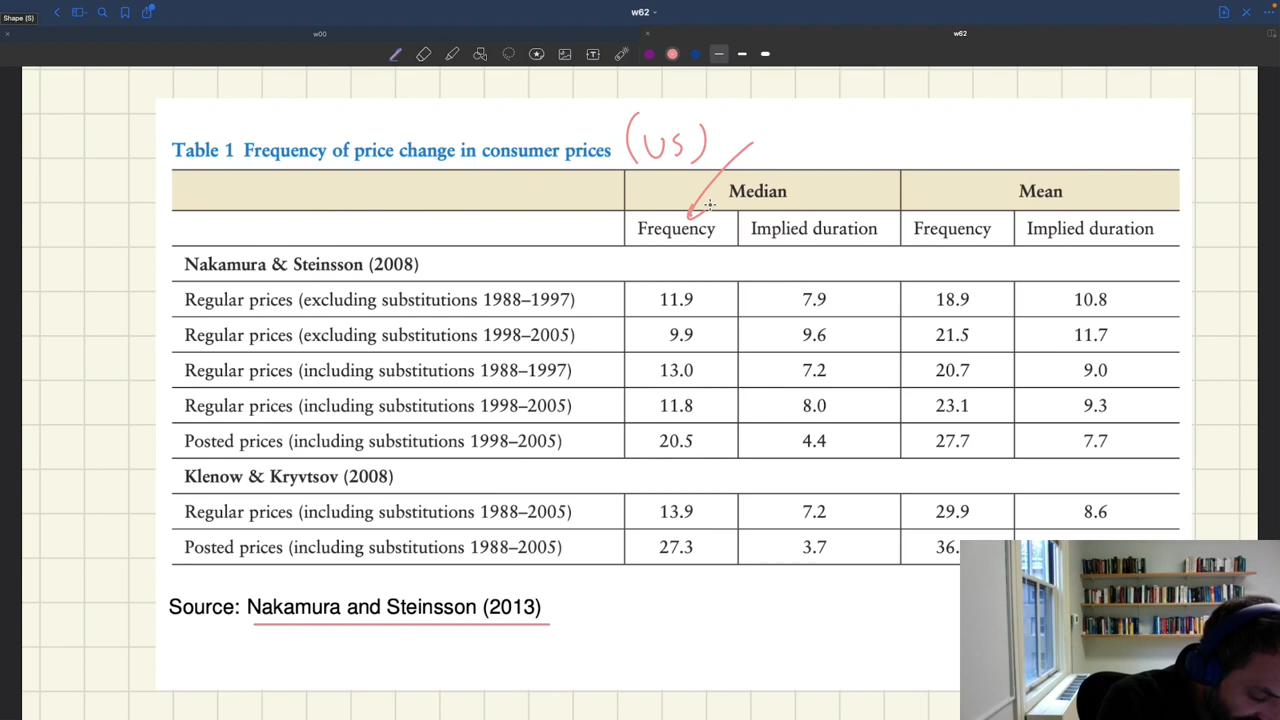 Shape (S)
w62
w00
w62
Table 1 Frequency of price change in consumer prices (US)
Median Mean
Frequency Implied duration Frequency Implied duration
Nakamura & Steinsson (2008)
Regular prices (excluding substitutions 1988–1997) 11.9 7.9 18.9 10.8
Regular prices (excluding substitutions 1998–2005) 9.9 9.6 21.5 11.7
Regular prices (including substitutions 1988–1997) 13.0 7.2 20.7 9.0
Regular prices (including substitutions 1998–2005) 11.8 8.0 23.1 9.3
Posted prices (including substitutions 1998–2005) 20.5 4.4 27.7 7.7
Klenow & Kryvtsov (2008)
Regular prices (including substitutions 1988–2005) 13.9 7.2 29.9 8.6
Posted prices (including substitutions 1988–2005) 27.3 3.7 36.
Source: Nakamura and Steinsson (2013)